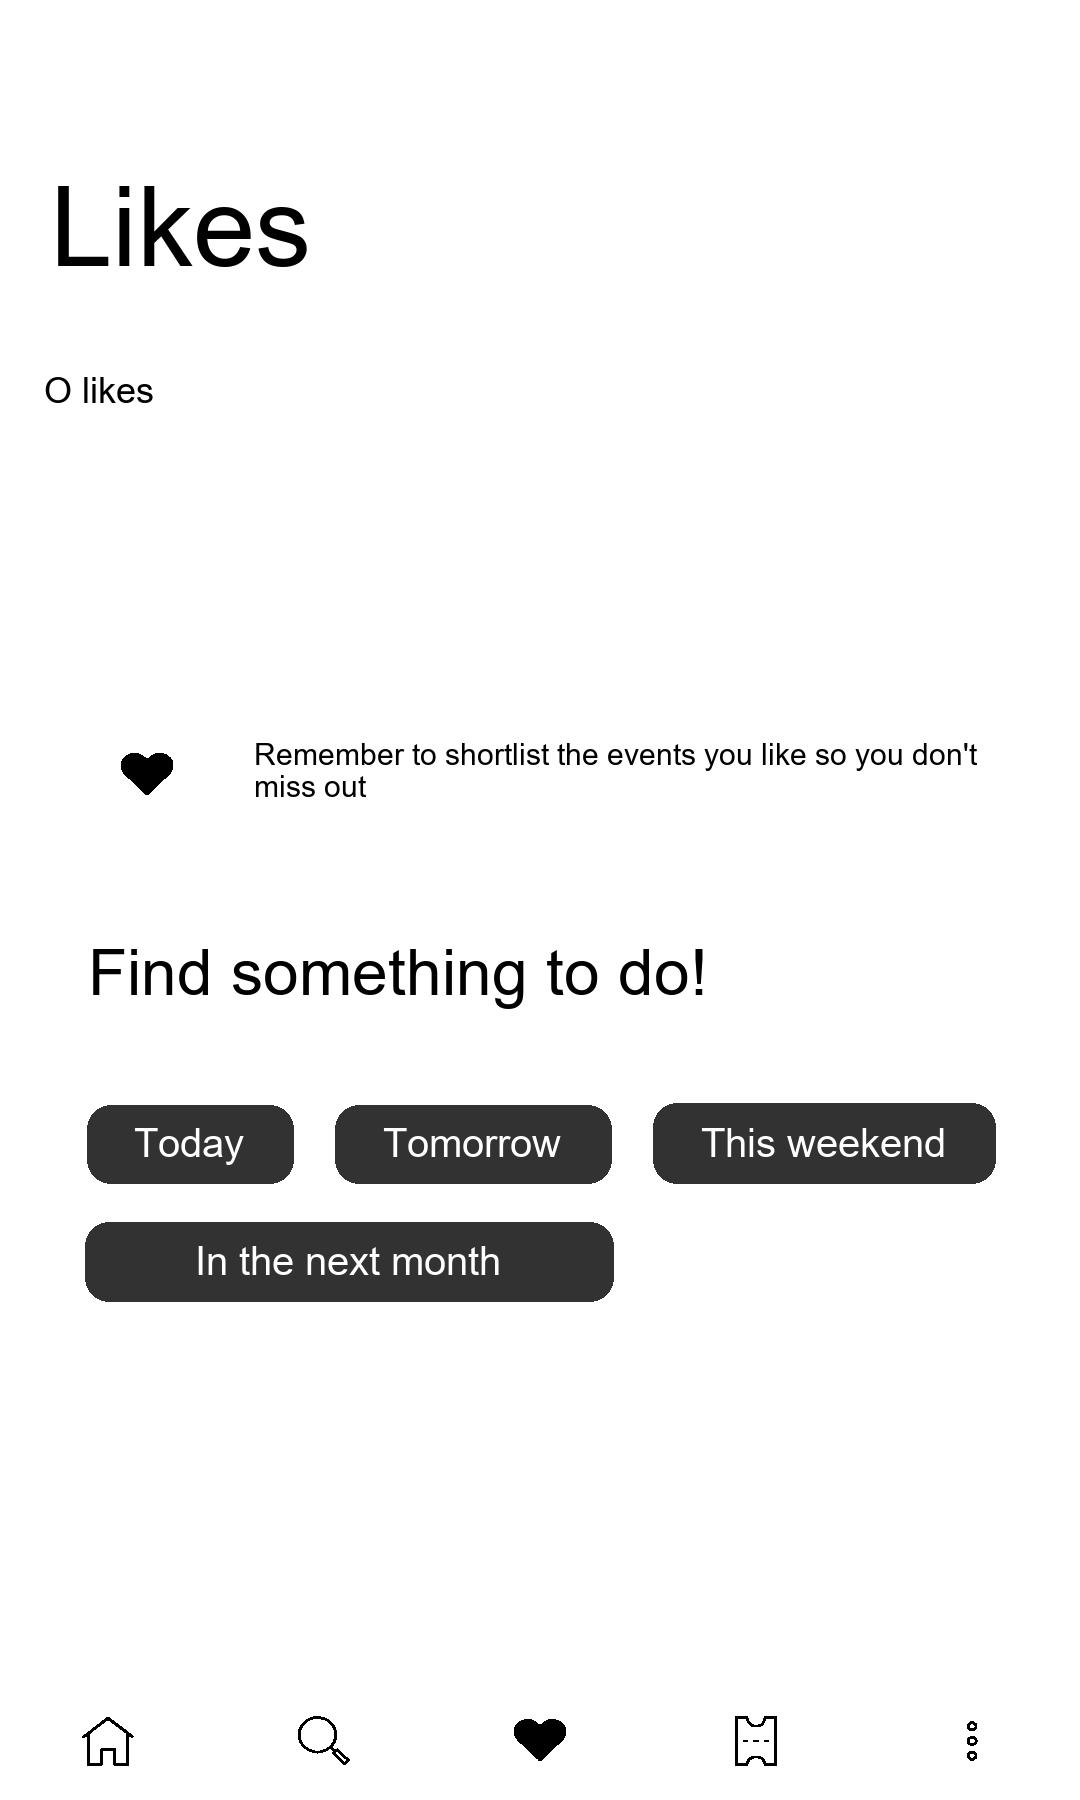 Likes
O likes
Remember to shortlist the events you like so you don't
miss out
Find something to do!
Today
Tomorrow
This weekend
In the next month